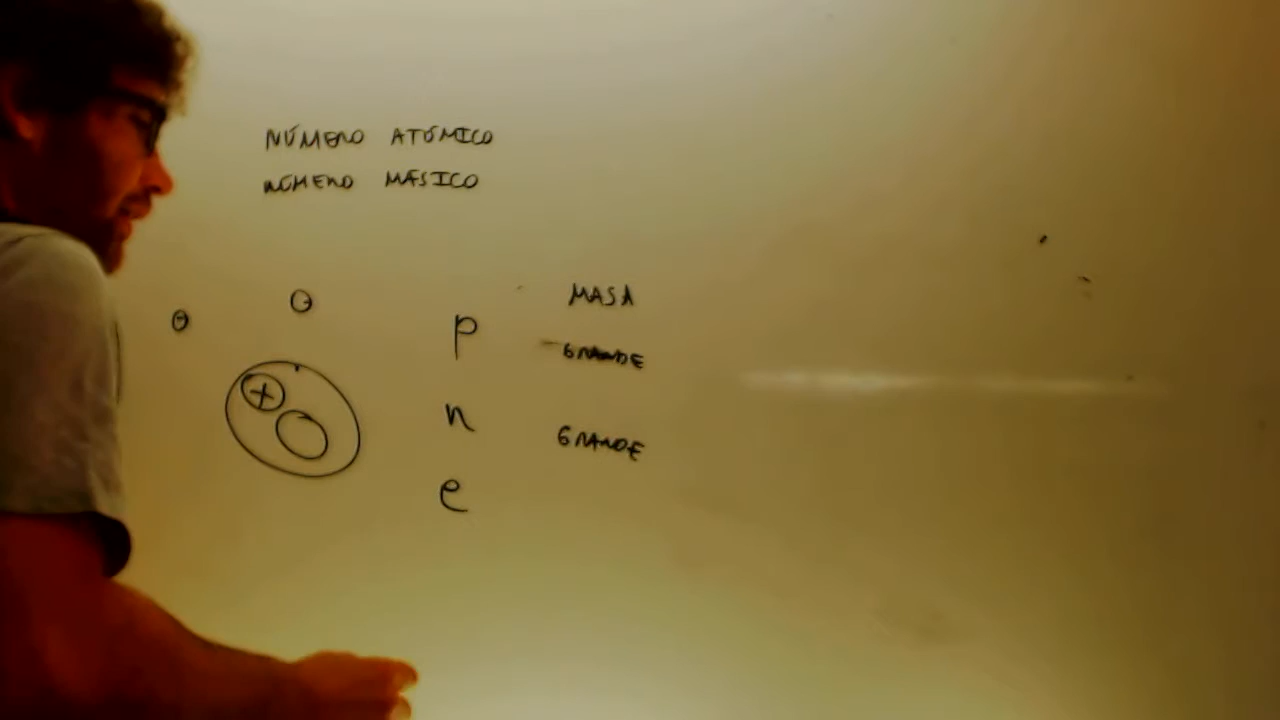 NÚMERO ATÓMICO
NÚMERO MÁSICO
MASA
p GRANDE
n GRANDE
e